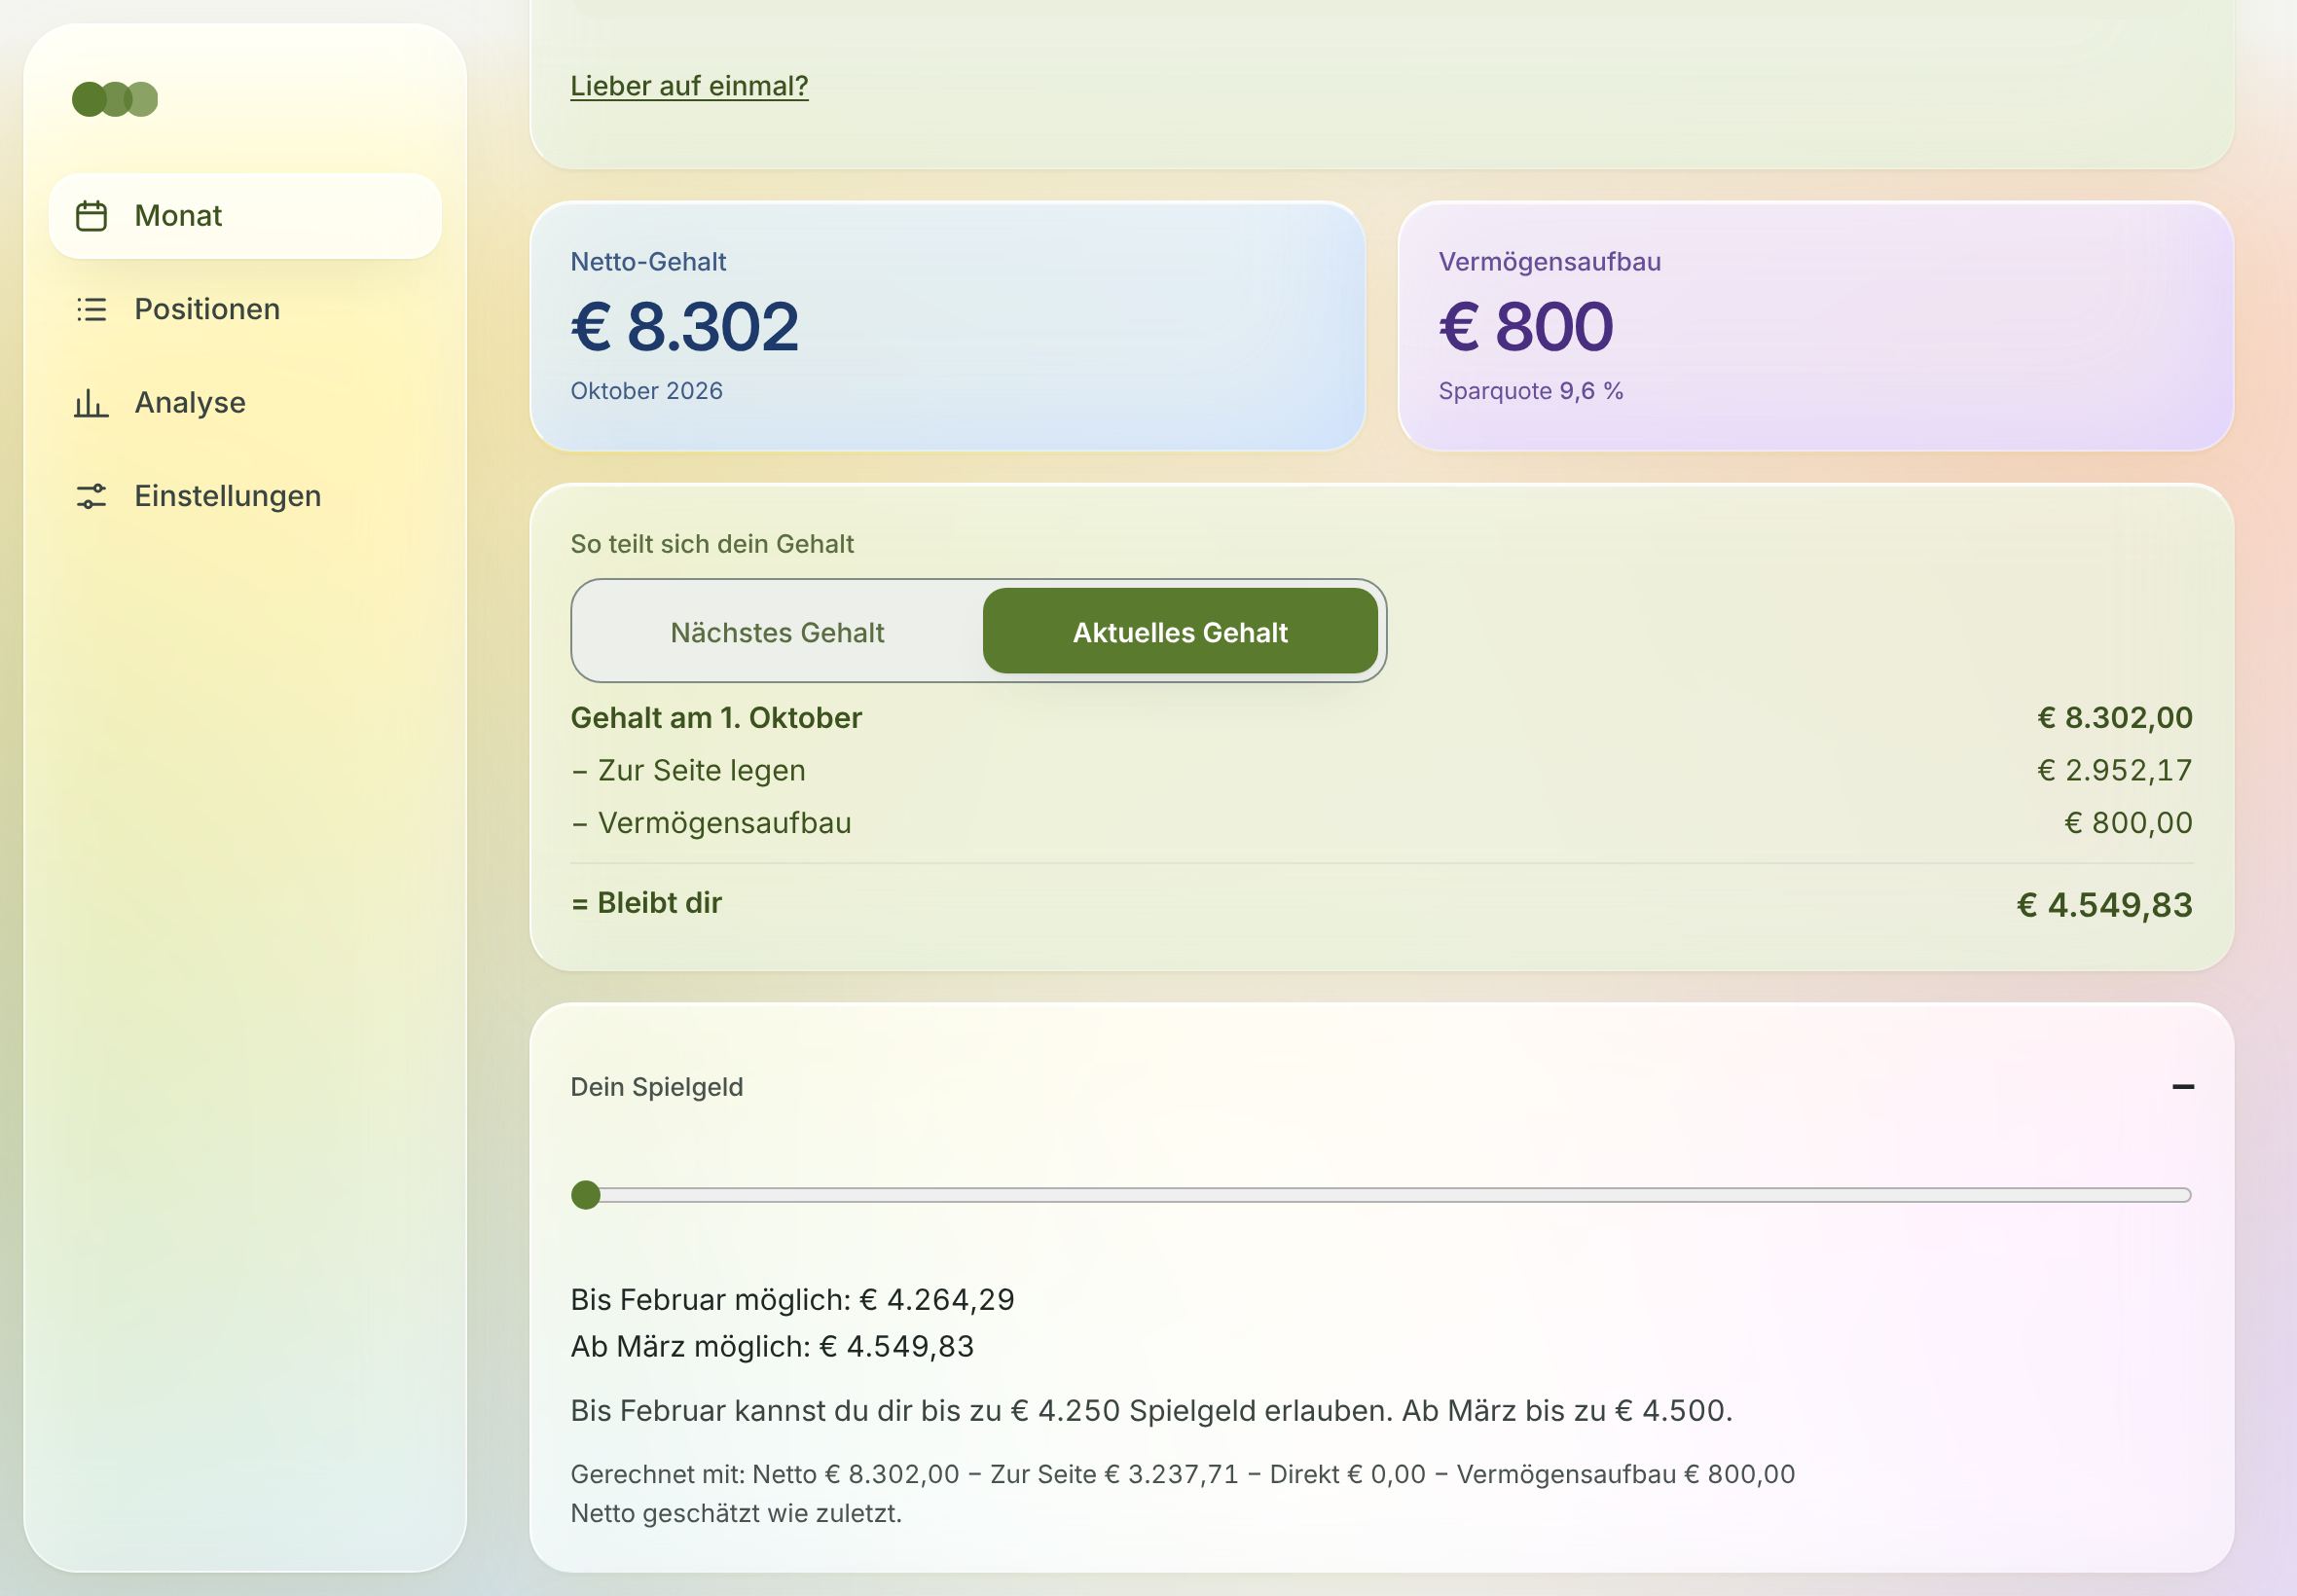 Monat
Positionen
Analyse
Einstellungen
Lieber auf einmal?
Netto-Gehalt
€ 8.302
Oktober 2026
Vermögensaufbau
€ 800
Sparquote 9,6 %
So teilt sich dein Gehalt
Nächstes Gehalt Aktuelles Gehalt
Gehalt am 1. Oktober € 8.302,00
− Zur Seite legen € 2.952,17
− Vermögensaufbau € 800,00
= Bleibt dir € 4.549,83
Dein Spielgeld –
Bis Februar möglich: € 4.264,29
Ab März möglich: € 4.549,83
Bis Februar kannst du dir bis zu € 4.250 Spielgeld erlauben. Ab März bis zu € 4.500.
Gerechnet mit: Netto € 8.302,00 − Zur Seite € 3.237,71 − Direkt € 0,00 − Vermögensaufbau € 800,00
Netto geschätzt wie zuletzt.